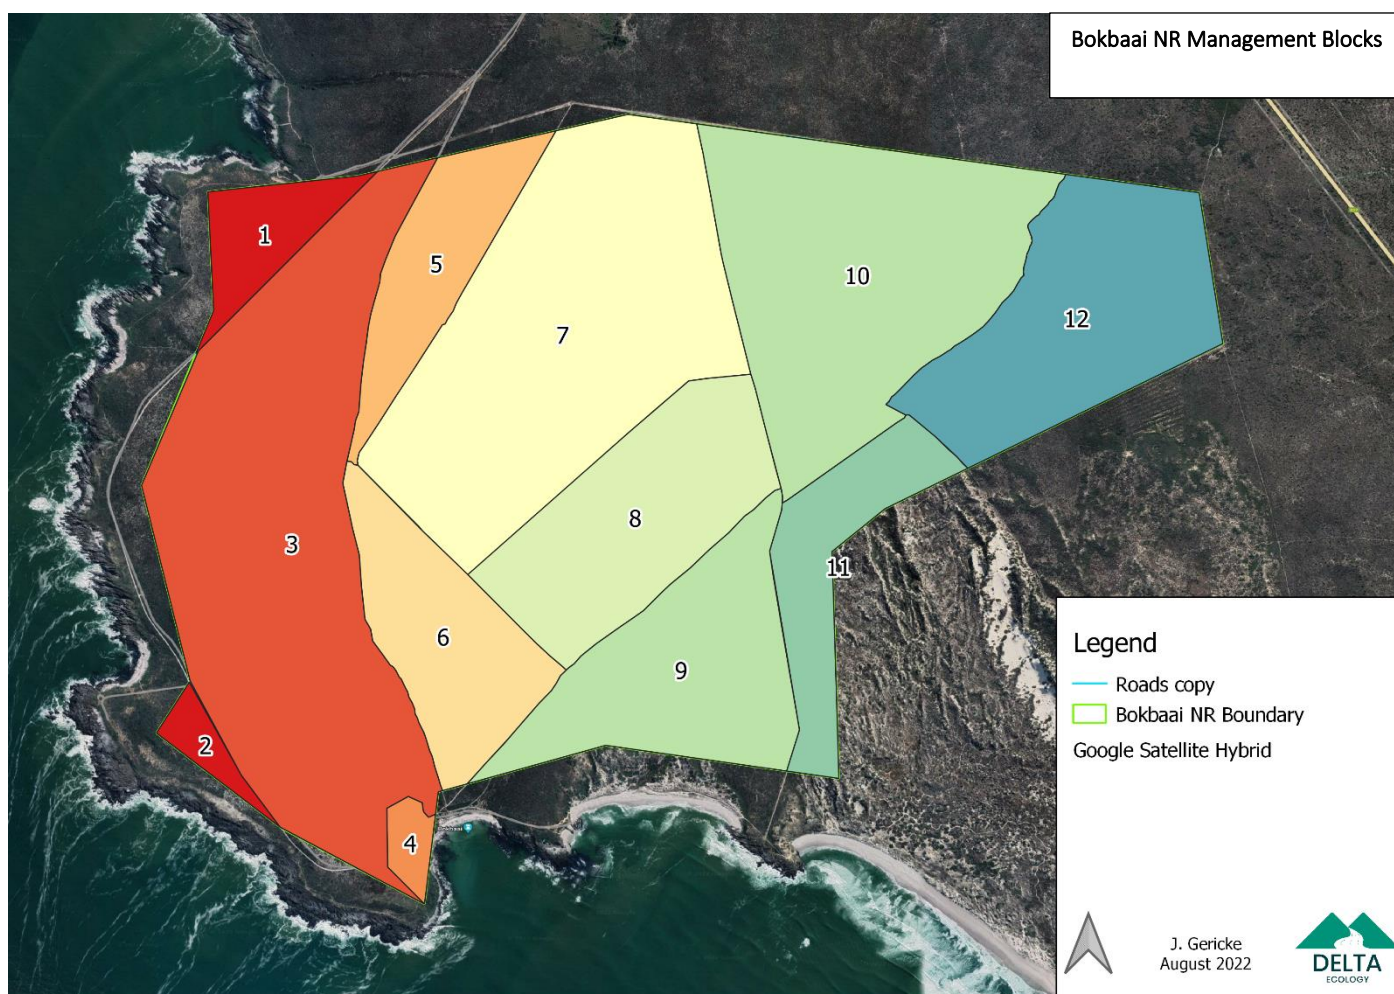 Bokbaai NR Management Blocks
1
5
10
7
12
8
3
11
6
9
2
4
Bokbaai
Legend
Roads copy
Bokbaai NR Boundary
Google Satellite Hybrid
J. Gericke
August 2022
DELTA
ECOLOGY